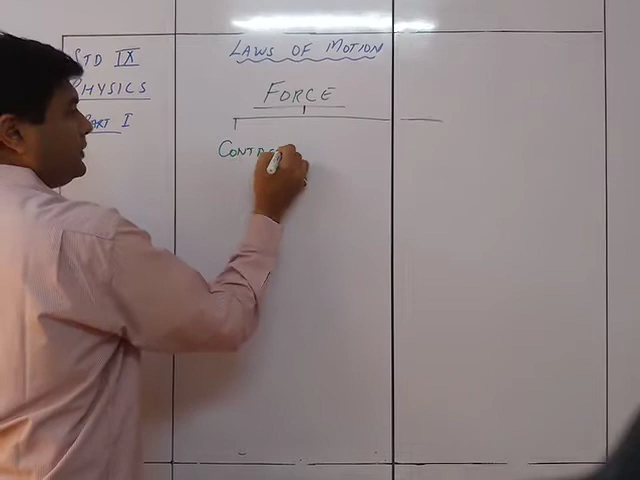 STD IX
PHYSICS
PART I
LAWS OF MOTION
FORCE